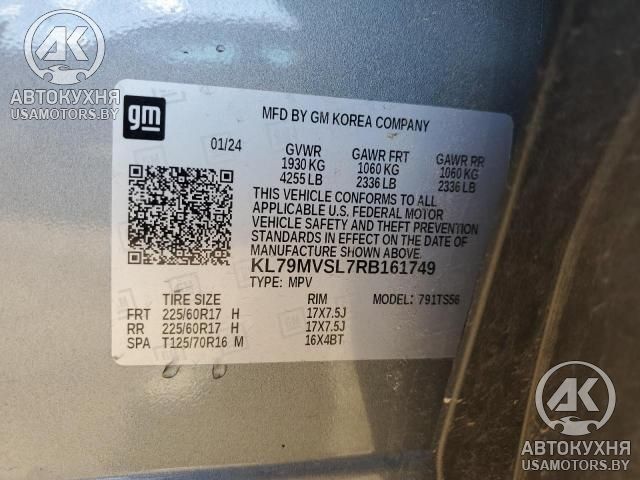 AK
АВТОКУХНЯ
USAMOTORS.BY
gm
MFD BY GM KOREA COMPANY
01/24 GVWR GAWR FRT GAWR RR
1930 KG 1060 KG 1060 KG
4255 LB 2336 LB 2336 LB
THIS VEHICLE CONFORMS TO ALL
APPLICABLE U.S. FEDERAL MOTOR
VEHICLE SAFETY AND THEFT PREVENTION
STANDARDS IN EFFECT ON THE DATE
OF MANUFACTURE SHOWN ABOVE.
KL79MVSL7RB161749
TYPE: MPV MODEL: 791TS56
TIRE SIZE RIM
FRT 225/60R17 H 17X7.5J
RR 225/60R17 H 17X7.5J
SPA T125/70R16 M 16X4BT
AK
АВТОКУХНЯ
USAMOTORS.BY